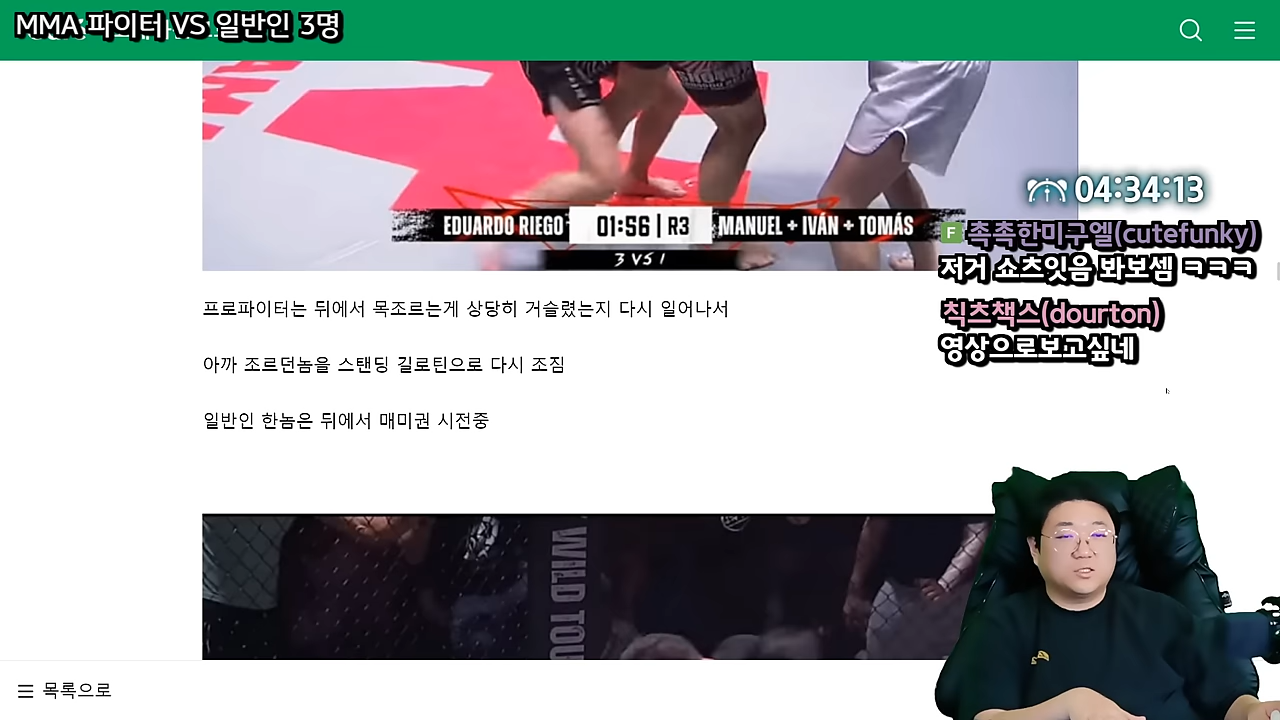 MMA 파이터 VS 일반인 3명
EDUARDO RIEGO 01:56 | R3 MANUEL + IVÁN + TOMÁS
3 VS 1
04:34:13
F 촉촉한미구엘(cutefunky)
저거 쇼츠잇음 봐보셈 ㅋㅋㅋ
칙츠책스(dourton)
영상으로보고싶네
프로파이터는 뒤에서 목조르는게 상당히 거슬렸는지 다시 일어나서
아까 조르던놈을 스탠딩 길로틴으로 다시 조짐
일반인 한놈은 뒤에서 매미권 시전중
WILD TOU
목록으로